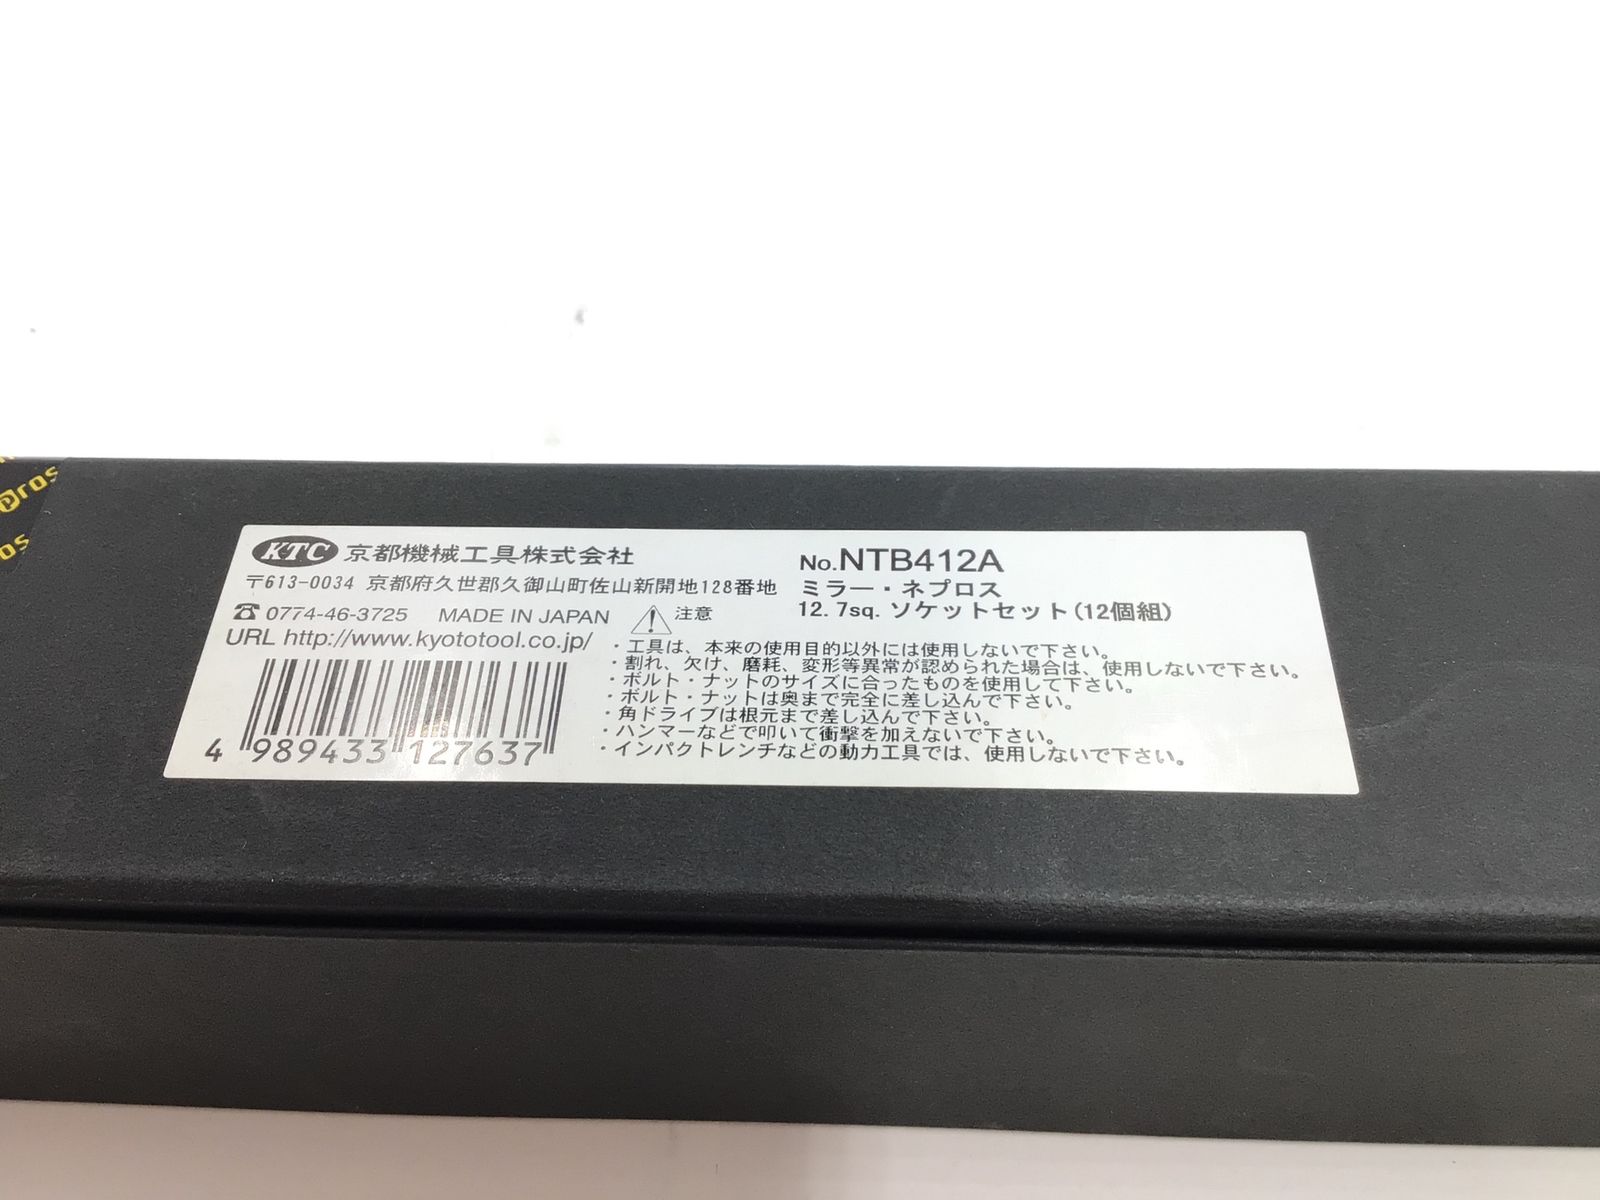 pros
os
KTC 京都機械工具株式会社
〒613-0034 京都府久世郡久御山町佐山新開地128番地
☎ 0774-46-3725 MADE IN JAPAN
URL http://www.kyototool.co.jp/
4 989433 127637
No.NTB412A
ミラー・ネプロス
12.7sq. ソケットセット(12個組)
注意
・工具は、本来の使用目的以外には使用しないで下さい。
・割れ、欠け、磨耗、変形等異常が認められた場合は、使用しないで下さい。
・ボルト・ナットのサイズに合ったものを使用して下さい。
・ボルト・ナットは奥まで完全に差し込んで下さい。
・角ドライブは根元まで差し込んで下さい。
・ハンマーなどで叩いて衝撃を加えないで下さい。
・インパクトレンチなどの動力工具では、使用しないで下さい。